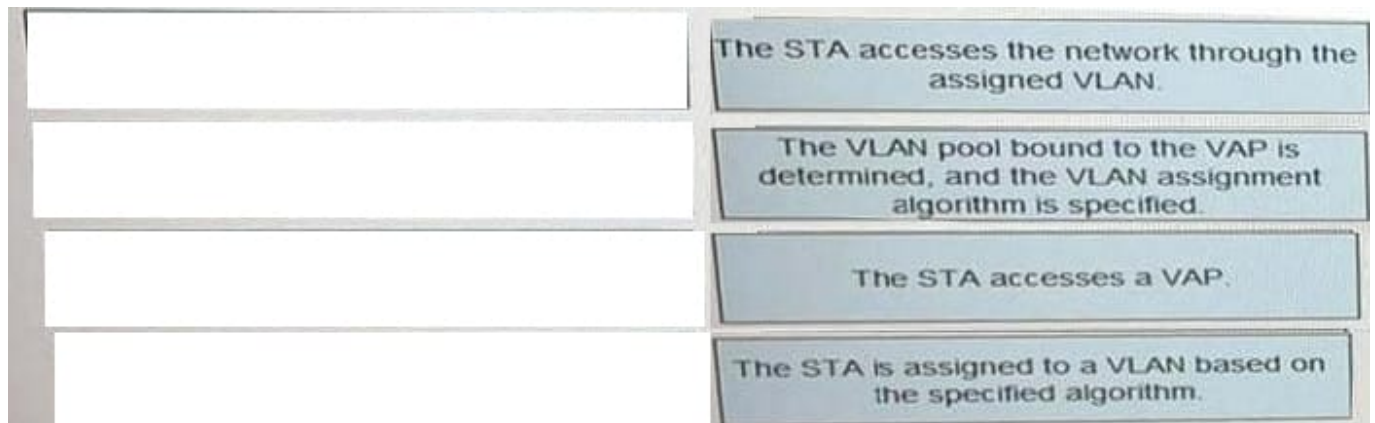 The STA accesses the network through the
assigned VLAN.
The VLAN pool bound to the VAP is
determined, and the VLAN assignment
algorithm is specified.
The STA accesses a VAP.
The STA is assigned to a VLAN based on
the specified algorithm.